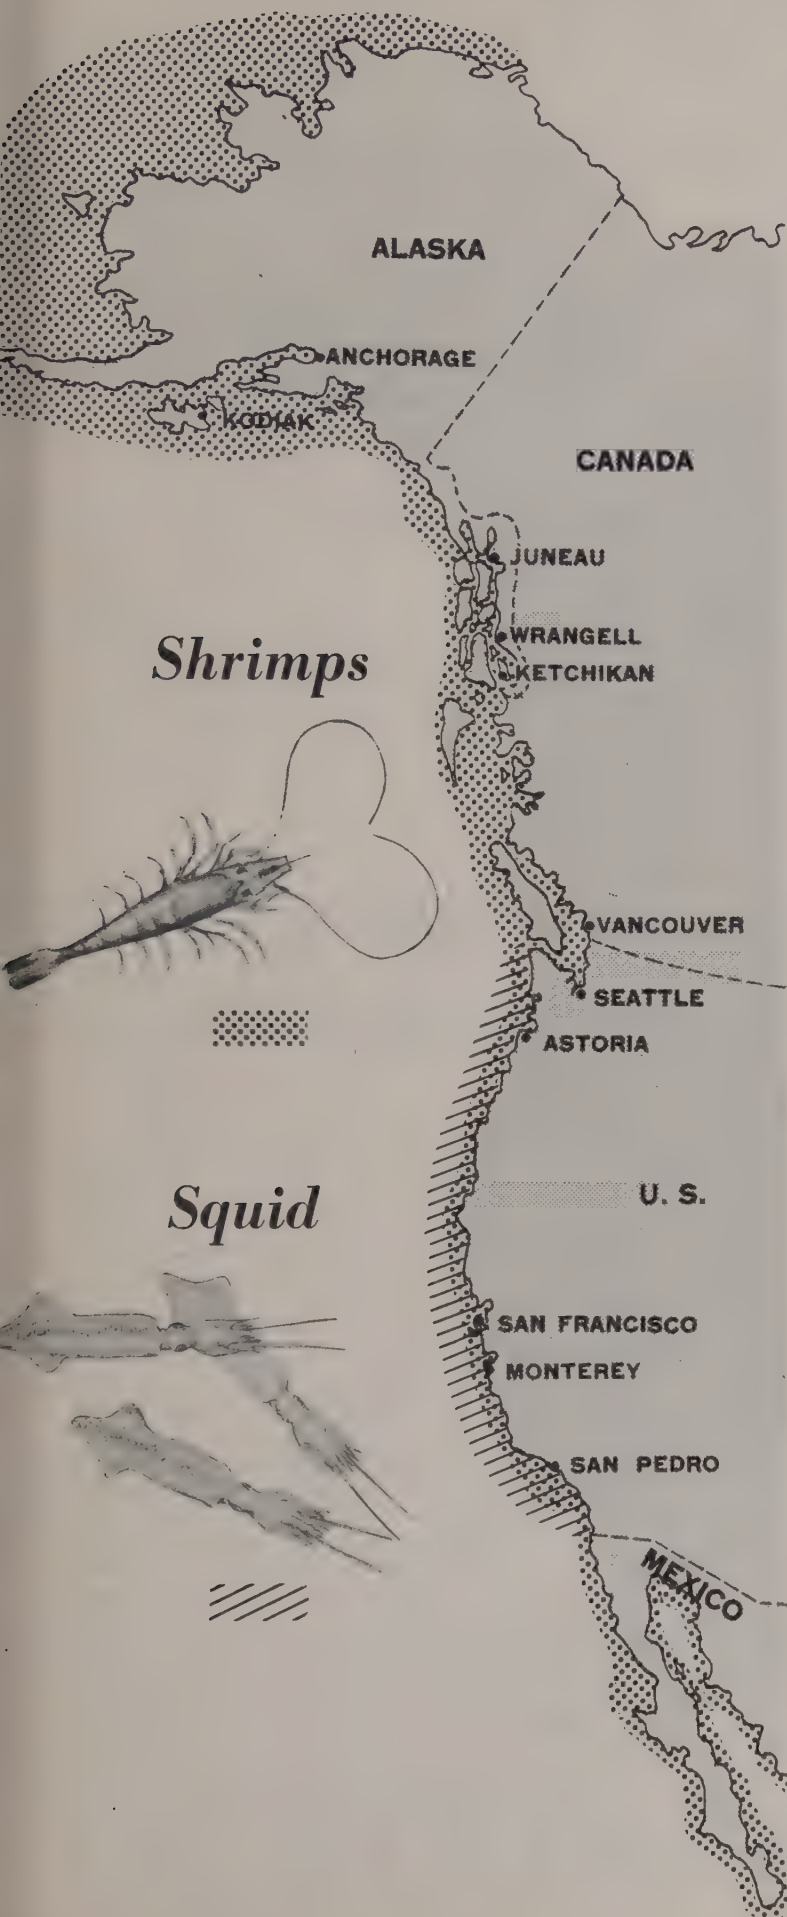 ALASKA
ANCHORAGE
KODIAK
CANADA
JUNEAU
WRANGELL
KETCHIKAN
Shrimps
VANCOUVER
SEATTLE
ASTORIA
Squid
U. S.
SAN FRANCISCO
MONTEREY
SAN PEDRO
MEXICO